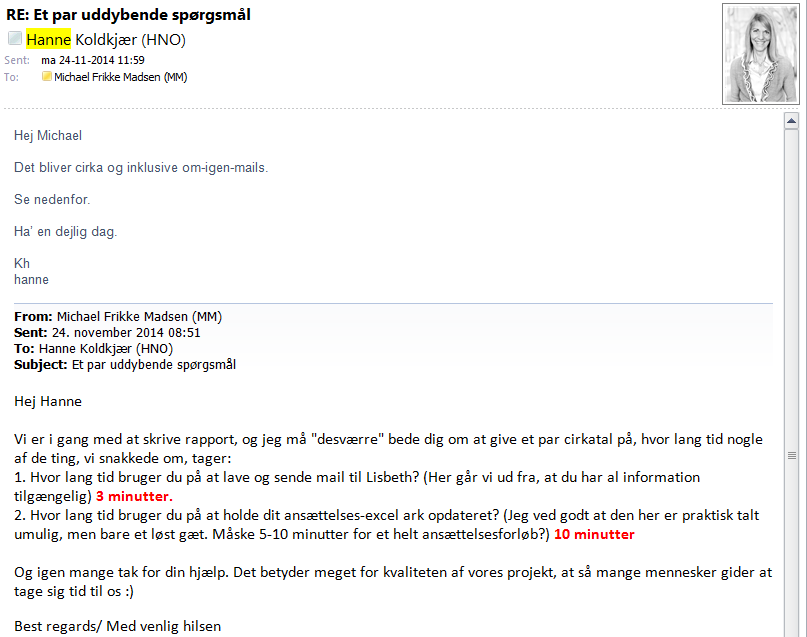 RE: Et par uddybende spørgsmål
Hanne Koldkjær (HNO)
Sent: ma 24-11-2014 11:59
To: Michael Frikke Madsen (MM)
Hej Michael
Det bliver cirka og inklusive om-igen-mails.
Se nedenfor.
Ha' en dejlig dag.
Kh
hanne
From: Michael Frikke Madsen (MM)
Sent: 24. november 2014 08:51
To: Hanne Koldkjær (HNO)
Subject: Et par uddybende spørgsmål
Hej Hanne
Vi er i gang med at skrive rapport, og jeg må "desværre" bede dig om at give et par cirkatal på, hvor lang tid nogle
af de ting, vi snakkede om, tager:
1. Hvor lang tid bruger du på at lave og sende mail til Lisbeth? (Her går vi ud fra, at du har al information
tilgængelig) 3 minutter.
2. Hvor lang tid bruger du på at holde dit ansættelses-excel ark opdateret? (Jeg ved godt at den her er praktisk talt
umulig, men bare et løst gæt. Måske 5-10 minutter for et helt ansættelsesforløb?) 10 minutter
Og igen mange tak for din hjælp. Det betyder meget for kvaliteten af vores projekt, at så mange mennesker gider at
tage sig tid til os :)
Best regards/ Med venlig hilsen